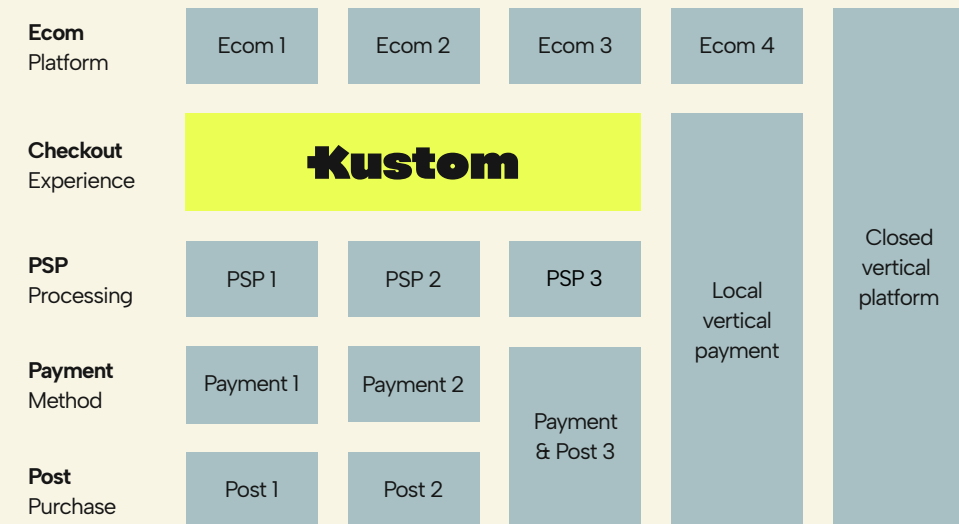 Ecom
Platform
Ecom 1
Ecom 2
Ecom 3
Ecom 4
Checkout
Experience
Kustom
PSP
Processing
PSP 1
PSP 2
PSP 3
Local
vertical
payment
Closed
vertical
platform
Payment
Method
Payment 1
Payment 2
Payment
& Post 3
Post
Purchase
Post 1
Post 2